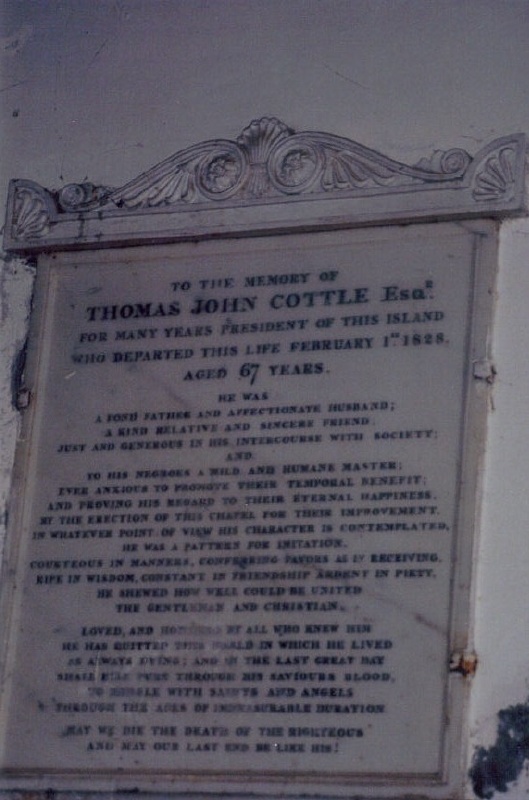 TO THE MEMORY OF
THOMAS JOHN COTTLE Esqr.
FOR MANY YEARS PRESIDENT OF THIS ISLAND
WHO DEPARTED THIS LIFE FEBRUARY 1st 1828.
AGED 67 YEARS.
HE WAS
A FOND FATHER AND AFFECTIONATE HUSBAND;
A KIND RELATIVE AND SINCERE FRIEND;
JUST AND GENEROUS IN HIS INTERCOURSE WITH SOCIETY;
AND
TO HIS NEGROES A MILD AND HUMANE MASTER;
EVER ANXIOUS TO PROMOTE THEIR TEMPORAL BENEFIT;
AND PROVING HIS REGARD TO THEIR ETERNAL HAPPINESS,
BY THE ERECTION OF THIS CHAPEL FOR THEIR IMPROVEMENT.
IN WHATEVER POINT OF VIEW HIS CHARACTER IS CONTEMPLATED,
HE WAS A PATTERN FOR IMITATION.
COURTEOUS IN MANNERS, CONFERRING FAVORS AS IN RECEIVING,
RIPE IN WISDOM, CONSTANT IN FRIENDSHIP ARDENT IN PIETY,
HE SHEWED HOW WELL COULD BE UNITED
THE GENTLEMAN AND CHRISTIAN.
LOVED, AND HONORED BY ALL WHO KNEW HIM
HE HAS QUITTED THIS WORLD IN WHICH HE LIVED
AS ALWAYS DYING; AND IN THE LAST GREAT DAY
SHALL RISE PURE THROUGH HIS SAVIOURS BLOOD,
TO MINGLE WITH SAINTS AND ANGELS
THROUGH THE AGES OF IMMEASURABLE DURATION.
MAY WE DIE THE DEATH OF THE RIGHTEOUS
AND MAY OUR LAST END BE LIKE HIS!